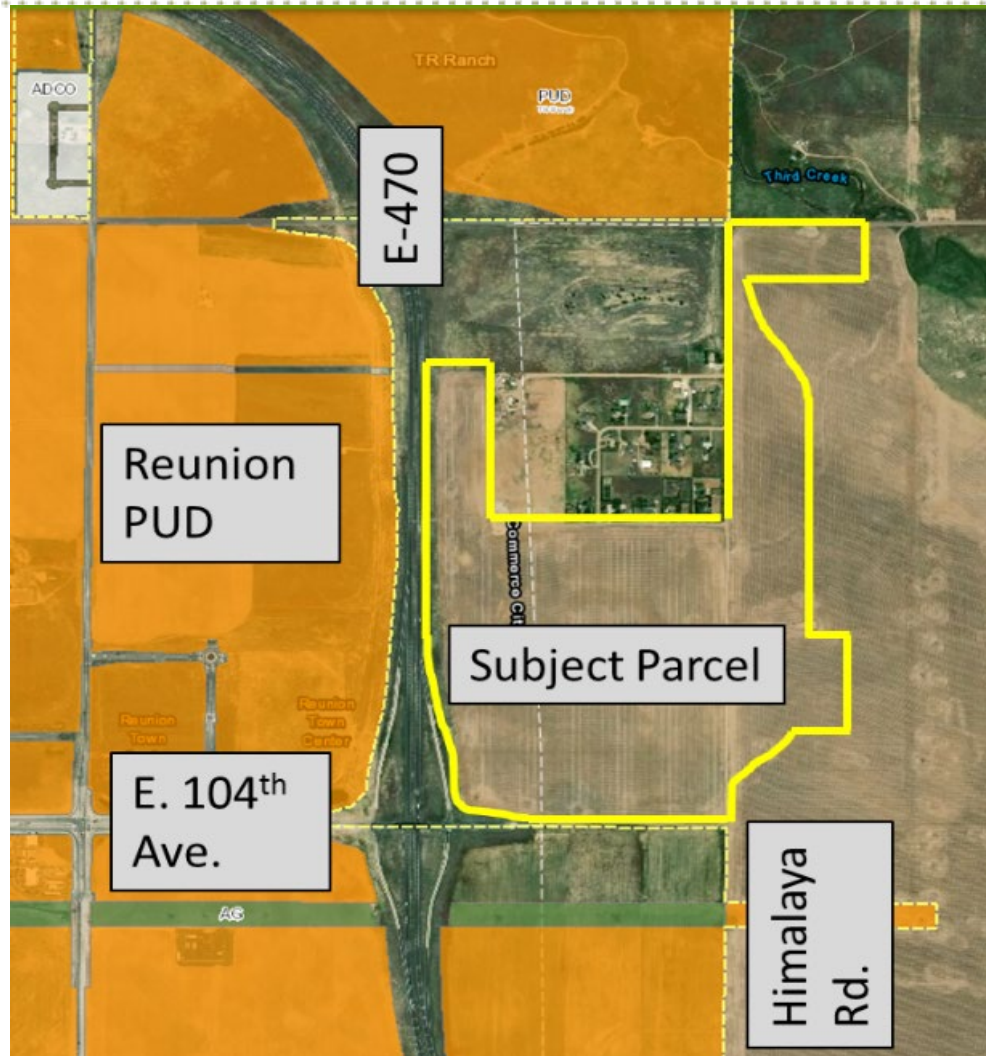 TR Ranch
ADCO
PUD
Third Creek
E-470
Reunion
PUD
Commerce Cit
Subject Parcel
Reunion
Town
Reunion
Town
Center
E. 104th
Ave.
AG
Himalaya
Rd.